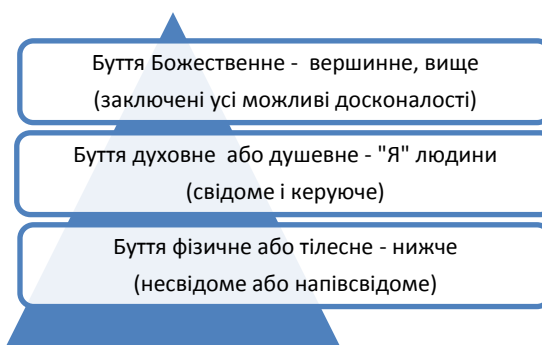 Буття Божественне - вершинне, вище
(заключені усі можливі досконалості)
Буття духовне або душевне - "Я" людини
(свідоме і керуюче)
Буття фізичне або тілесне - нижче
(несвідоме або напівсвідоме)